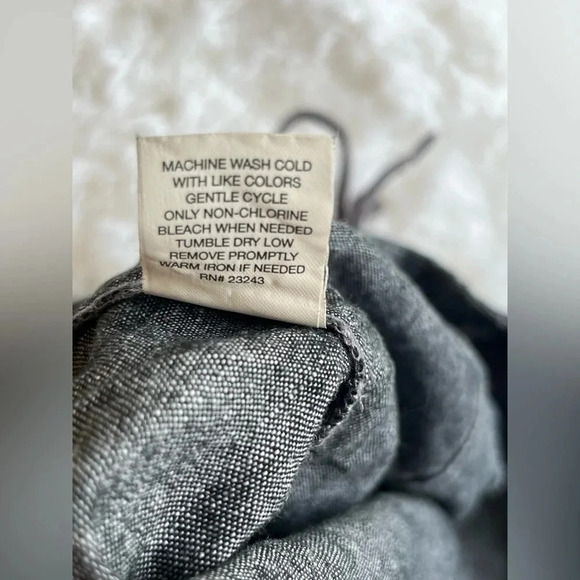 MACHINE WASH COLD
WITH LIKE COLORS
GENTLE CYCLE
ONLY NON-CHLORINE
BLEACH WHEN NEEDED
TUMBLE DRY LOW
REMOVE PROMPTLY
WARM IRON IF NEEDED
RN# 23243